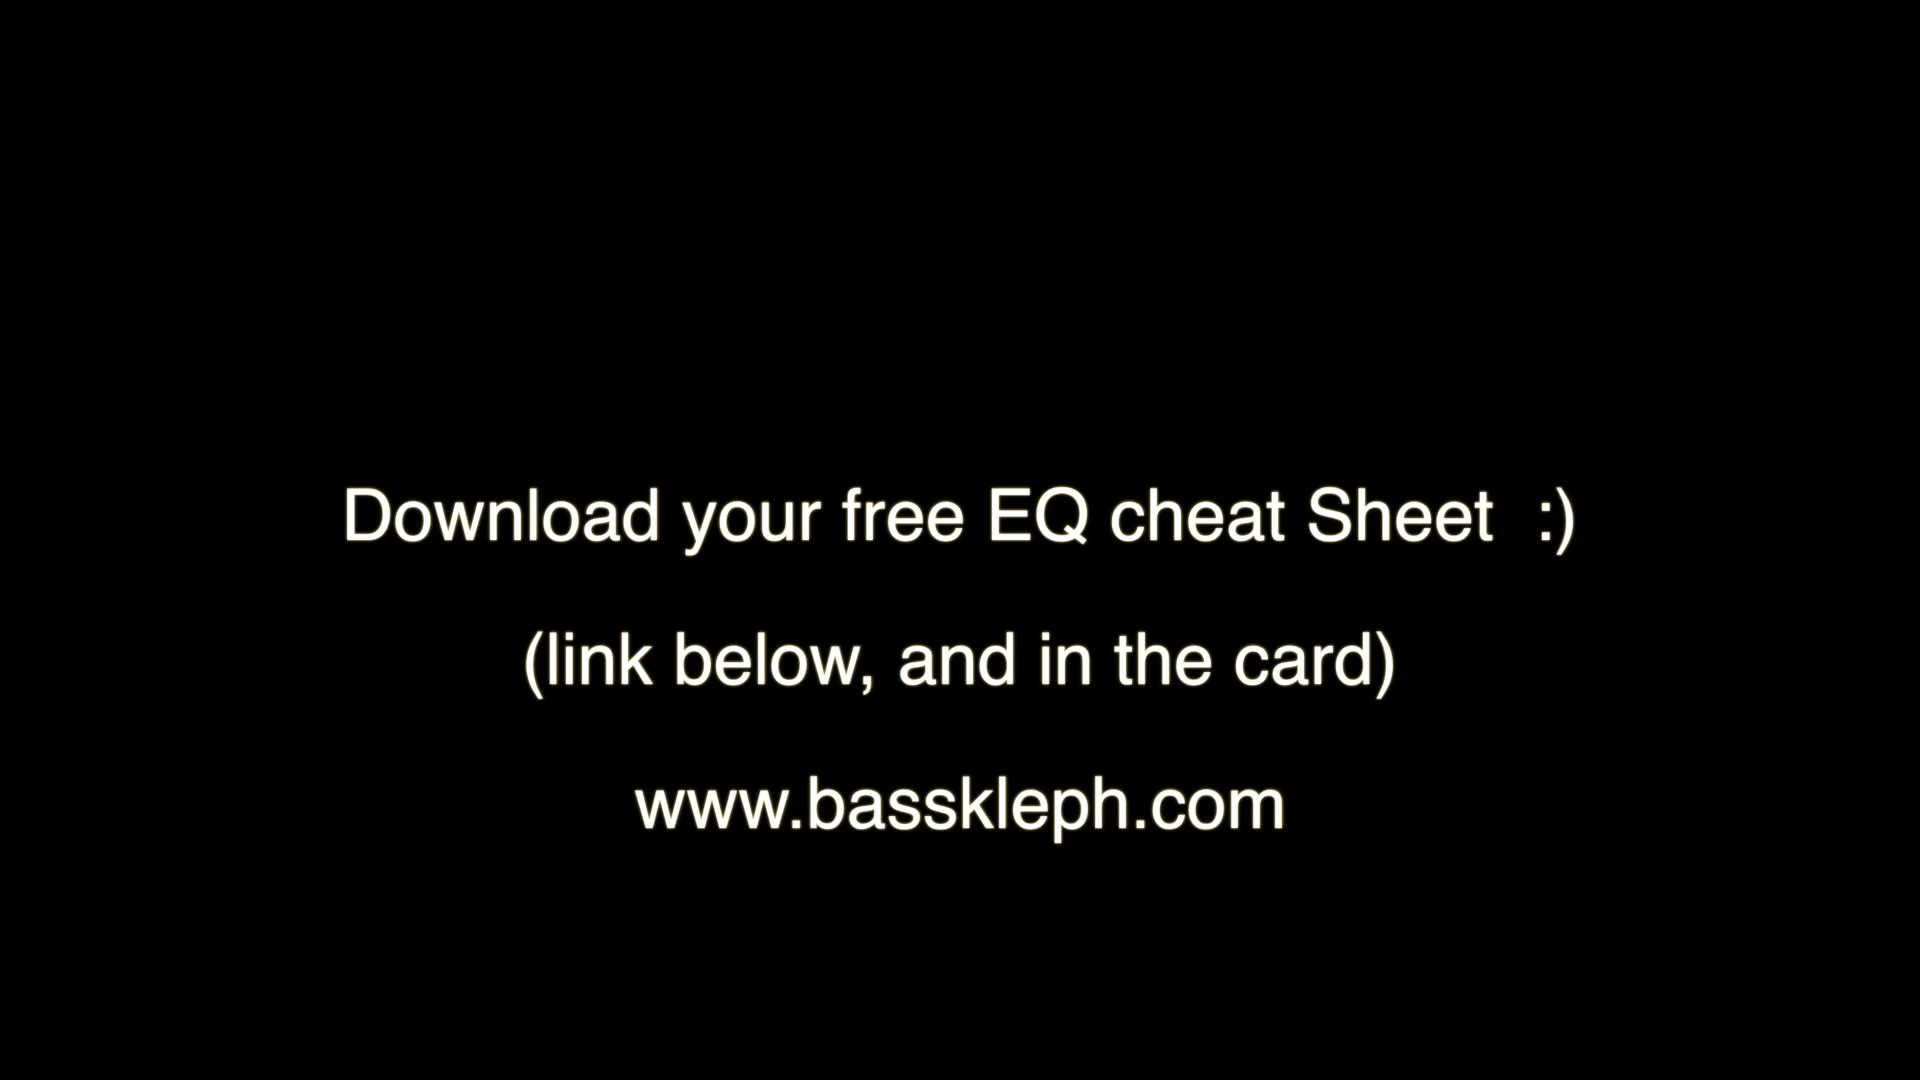 Download your free EQ cheat Sheet  :)
(link below, and in the card)
www.basskleph.com